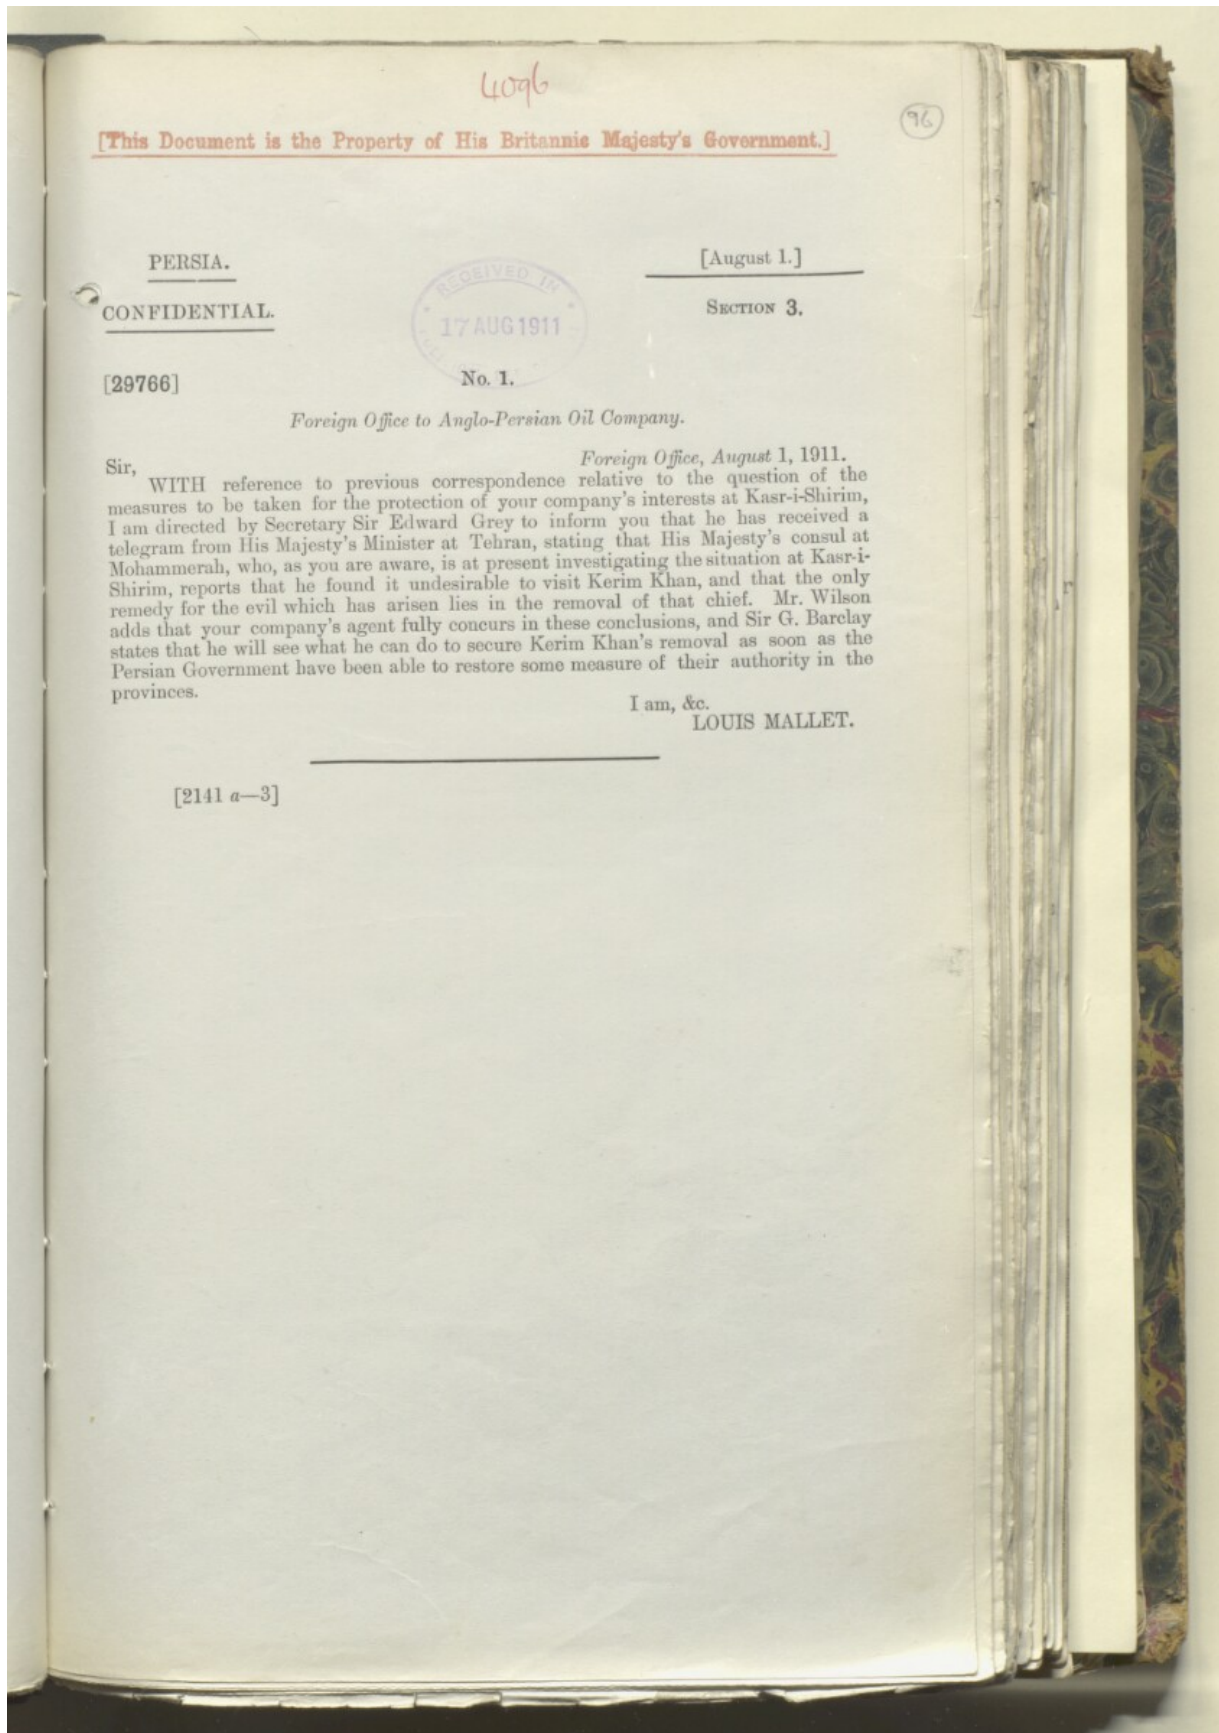 4096
96
[This Document is the Property of His Britannic Majesty's Government.]
PERSIA.
[August 1.]
CONFIDENTIAL.
SECTION 3.
RECEIVED IN
17 AUG 1911
[29766]
No. 1.
Foreign Office to Anglo-Persian Oil Company.
Foreign Office, August 1, 1911.
Sir,
WITH reference to previous correspondence relative to the question of the
measures to be taken for the protection of your company's interests at Kasr-i-Shirim,
I am directed by Secretary Sir Edward Grey to inform you that he has received a
telegram from His Majesty's Minister at Tehran, stating that His Majesty's consul at
Mohammerah, who, as you are aware, is at present investigating the situation at Kasr-i-
Shirim, reports that he found it undesirable to visit Kerim Khan, and that the only
remedy for the evil which has arisen lies in the removal of that chief. Mr. Wilson
adds that your company's agent fully concurs in these conclusions, and Sir G. Barclay
states that he will see what he can do to secure Kerim Khan's removal as soon as the
Persian Government have been able to restore some measure of their authority in the
provinces.
I am, &c.
LOUIS MALLET.
[2141 a—3]